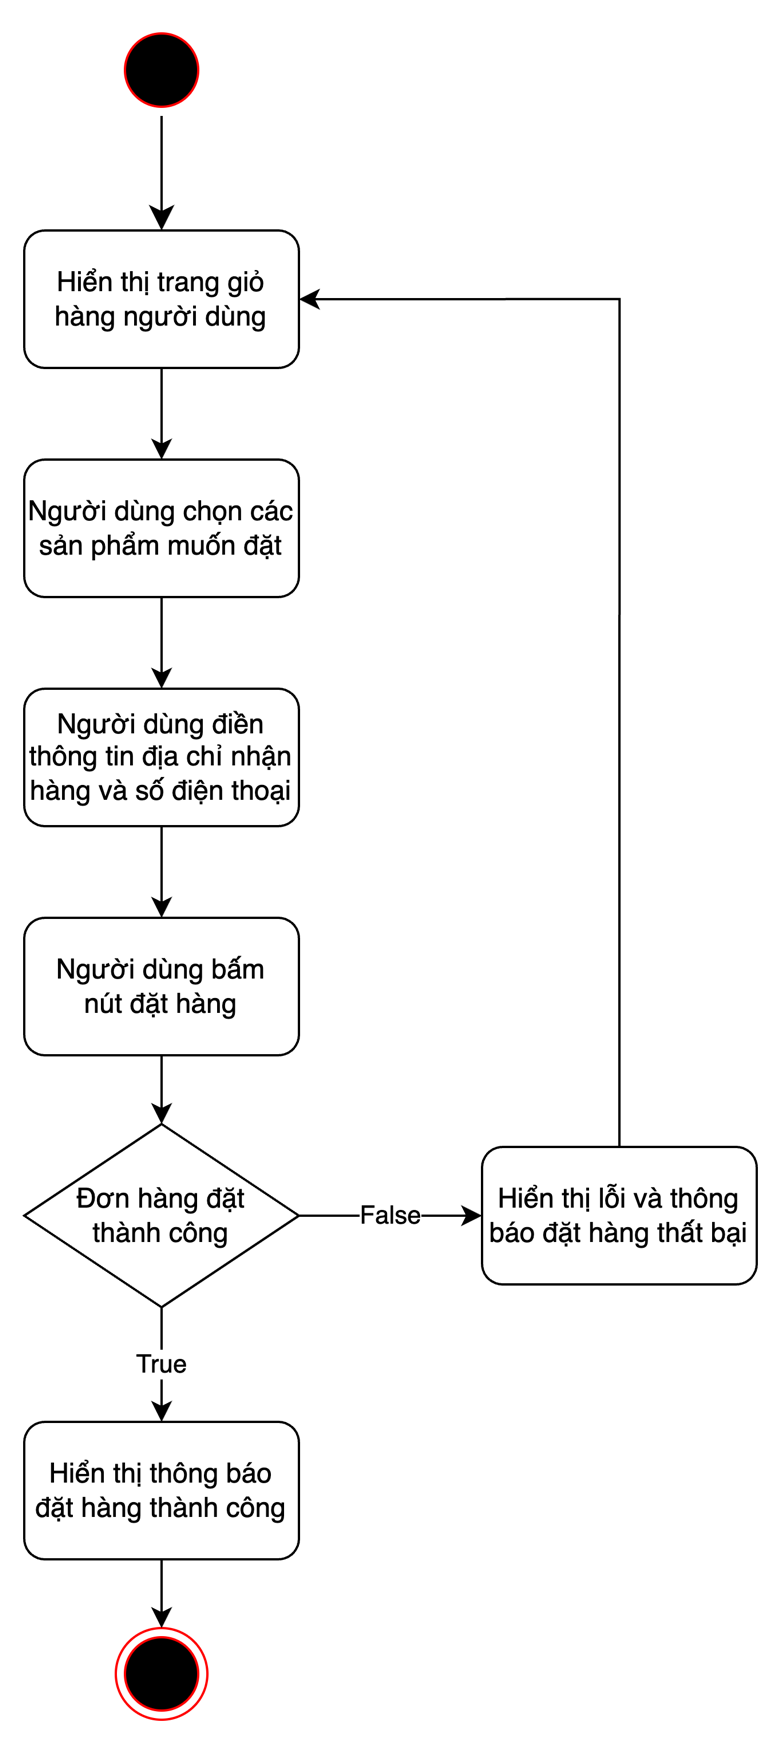 Hiển thị trang giỏ
hàng người dùng
Người dùng chọn các
sản phẩm muốn đặt
Người dùng điền
thông tin địa chỉ nhận
hàng và số điện thoại
Người dùng bấm
nút đặt hàng
Đơn hàng đặt
thành công
False
Hiển thị lỗi và thông
báo đặt hàng thất bại
True
Hiển thị thông báo
đặt hàng thành công